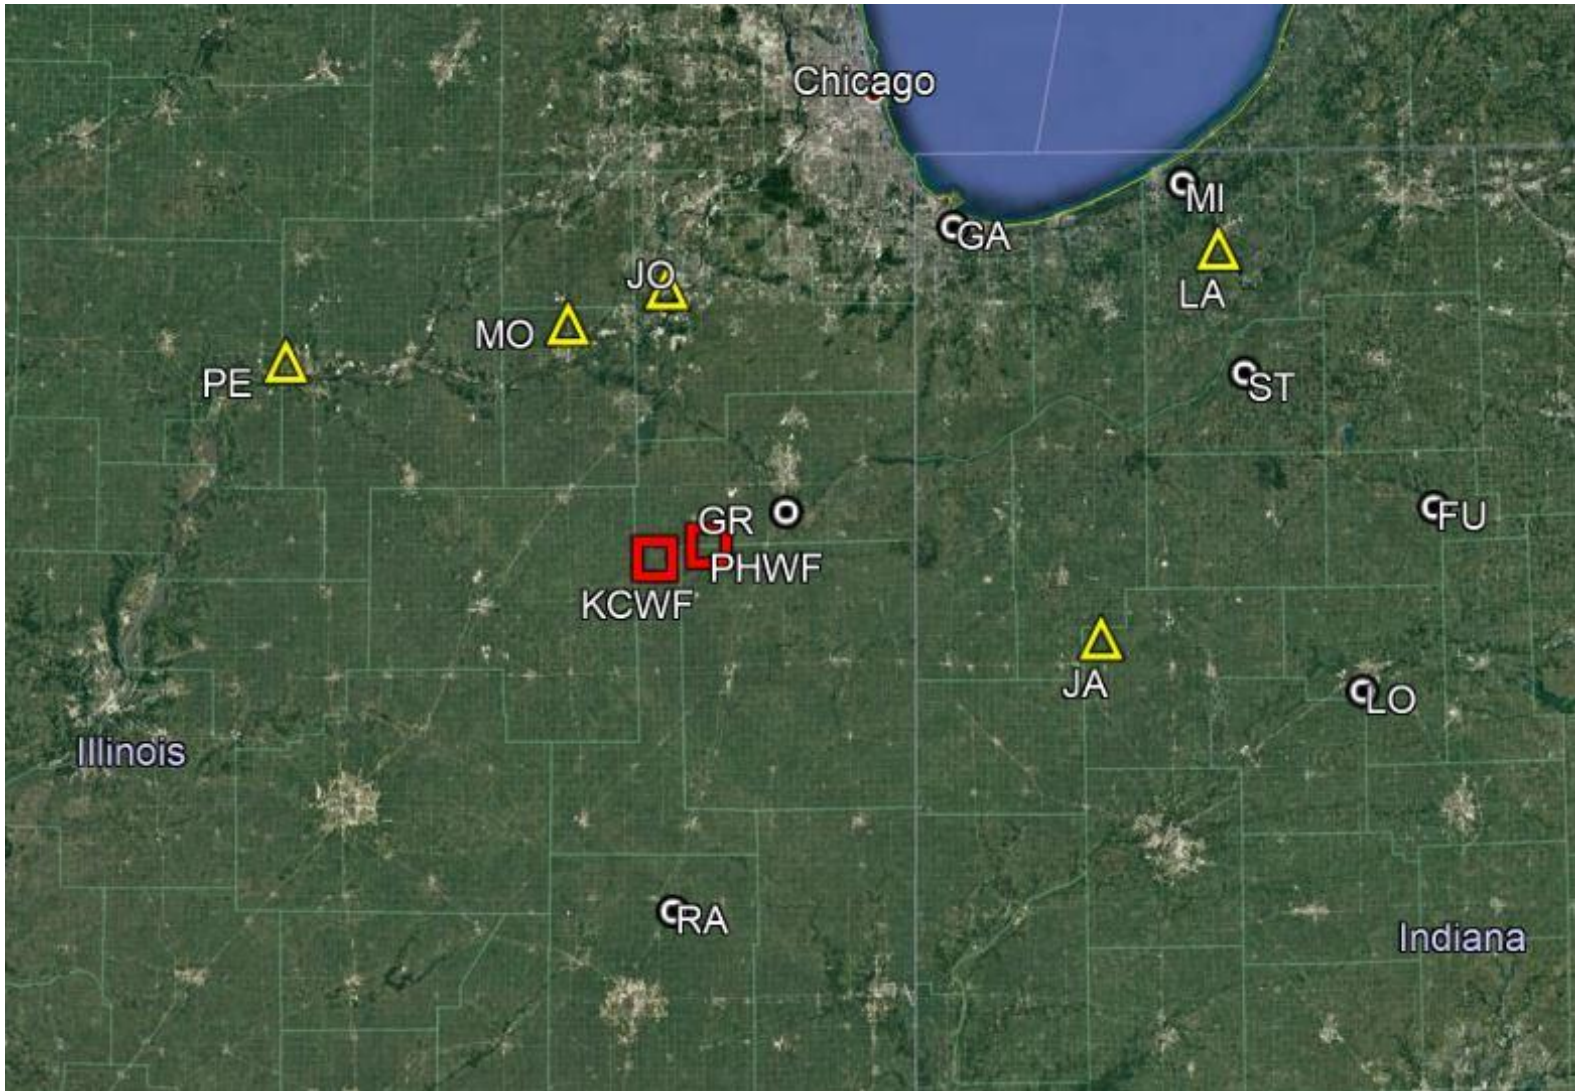 Chicago
MI
GA
JO
LA
MO
PE
ST
GR
FU
PHWF
KCWF
JA
LO
Illinois
RA
Indiana